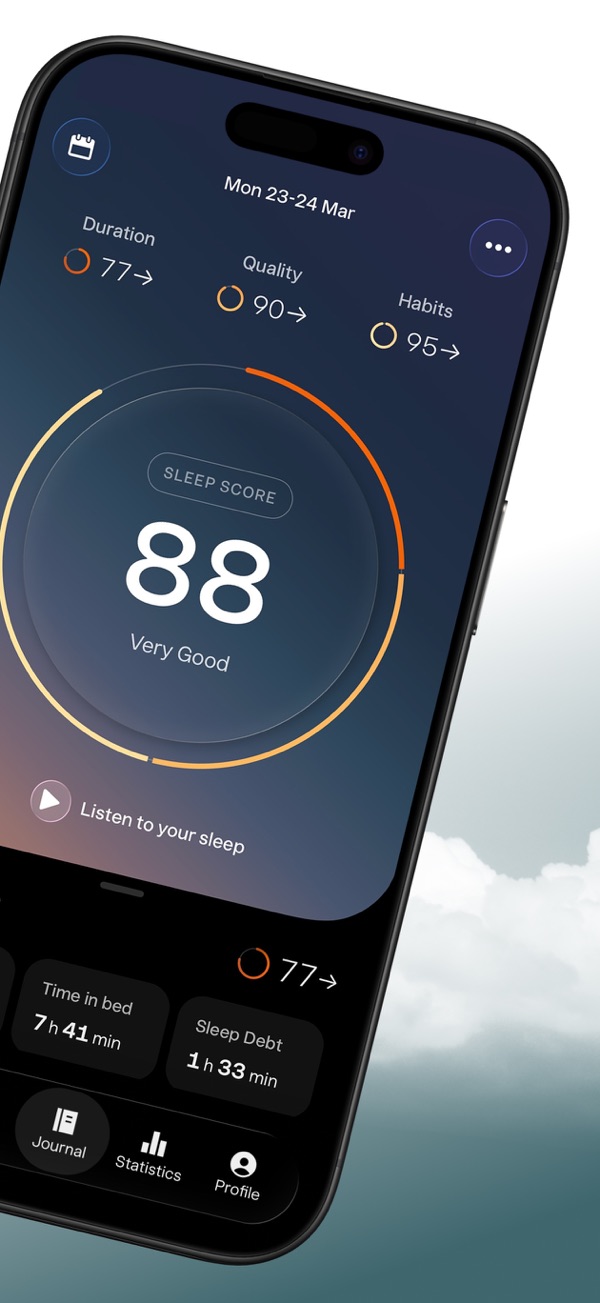 Mon 23-24 Mar
Duration
77→
Quality
90→
Habits
95→
SLEEP SCORE
88
Very Good
Listen to your sleep
77→
Time in bed
7 h 41 min
Sleep Debt
1 h 33 min
Journal
Statistics
Profile